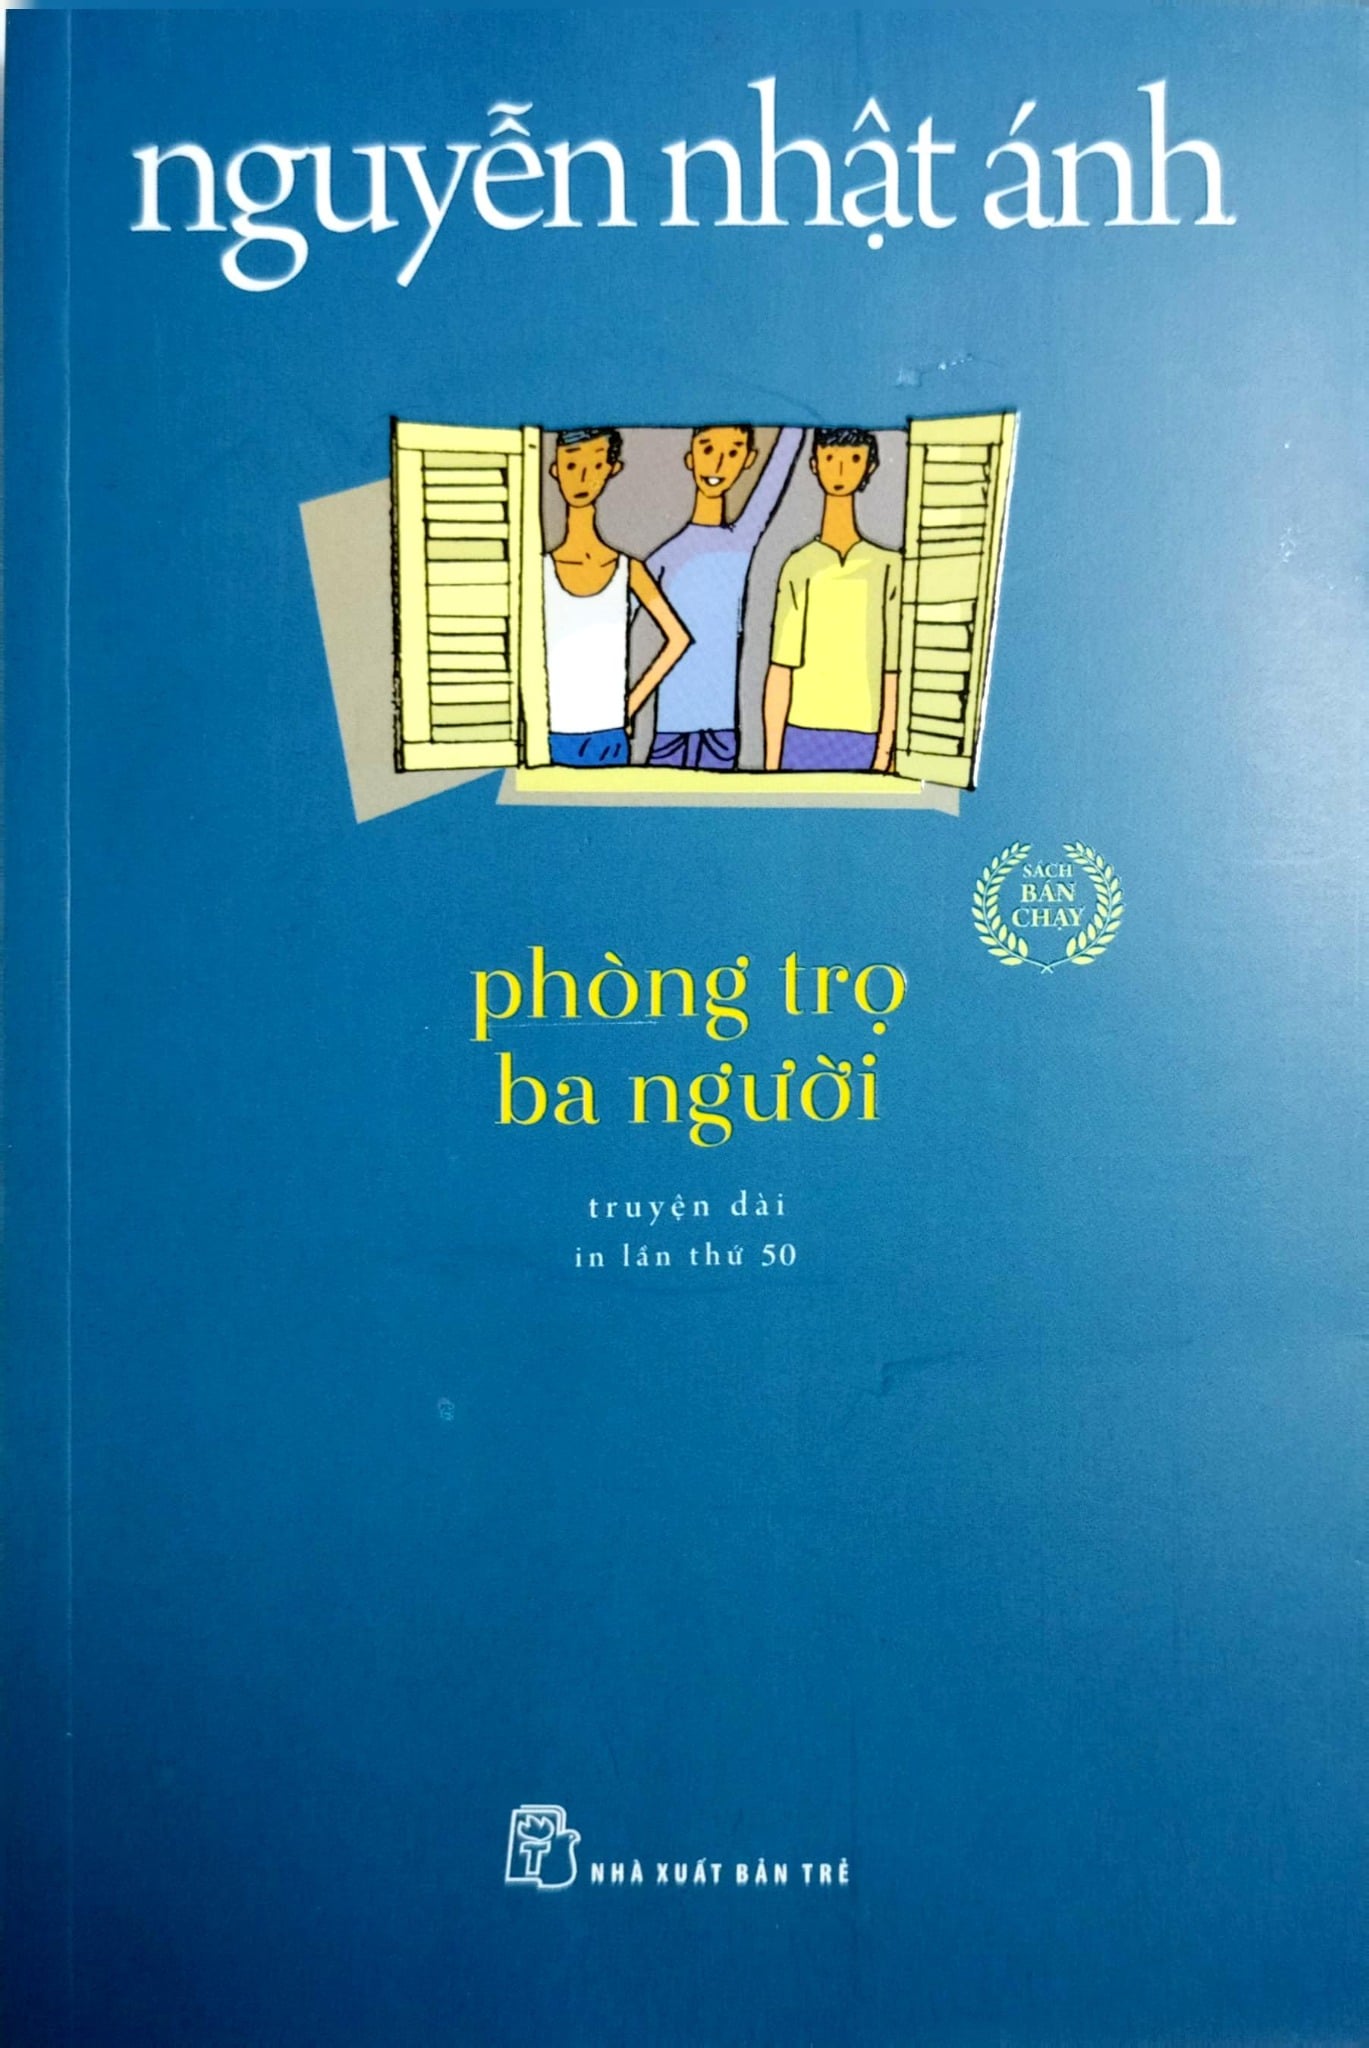 nguyễn nhật ánh
SÁCH
BÁN
CHẠY
phòng trọ
ba người
truyện dài
in lần thứ 50
T
NHÀ XUẤT BẢN TRẺ